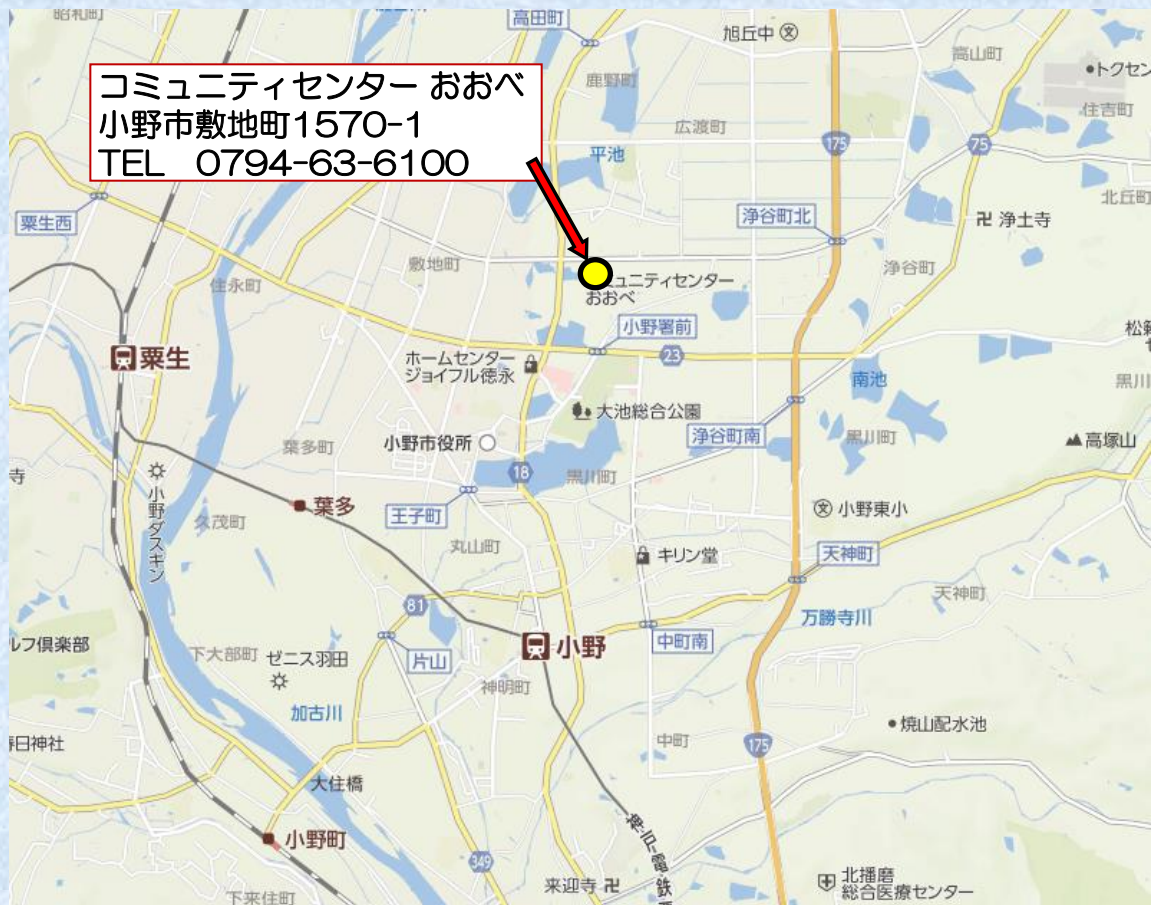 昭和町
高田町
旭丘中
高山町
トクセン
住吉町
鹿野町
コミュニティセンター おおべ
小野市敷地町1570-1
TEL 0794-63-6100
広渡町
175
75
平池
北丘町
粟生西
浄谷町北
浄土寺
敷地町
浄谷町
住永町
コミュニティセンター
おおべ
小野署前
23
粟生
ホームセンター
ジョイフル徳永
南池
黒川
大池総合公園
浄谷町南
黒川町
高塚山
葉多町
小野市役所
18
黒川町
寺
小野ダスキン
葉多
王子町
久茂町
小野東小
丸山町
キリン堂
天神町
81
天神町
万勝寺川
ルフ倶楽部
下大部町
ゼニス羽田
片山
小野
中町南
神明町
加古川
焼山配水池
中町
175
春日神社
大住橋
小野町
349
来迎寺
北播磨
総合医療センター
下来住町